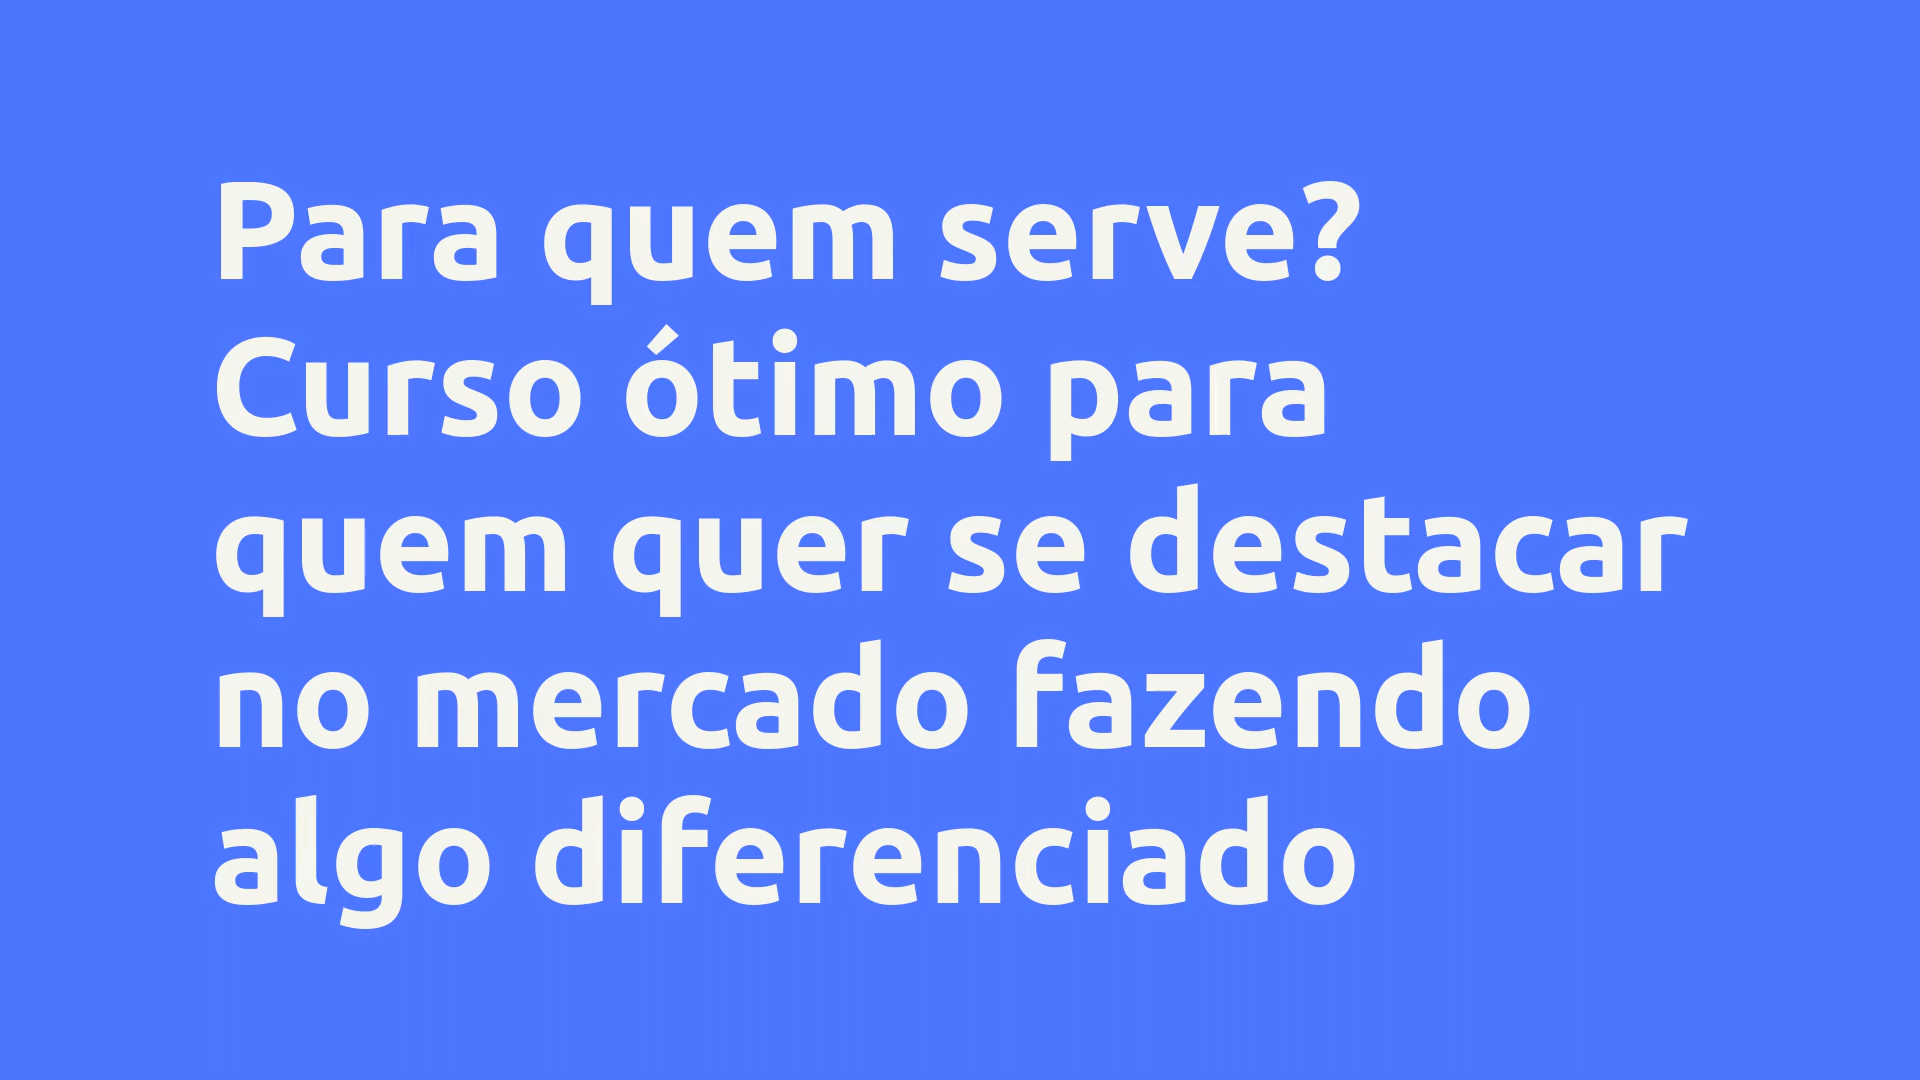 Para quem serve?
Curso ótimo para
quem quer se destacar
no mercado fazendo
algo diferenciado